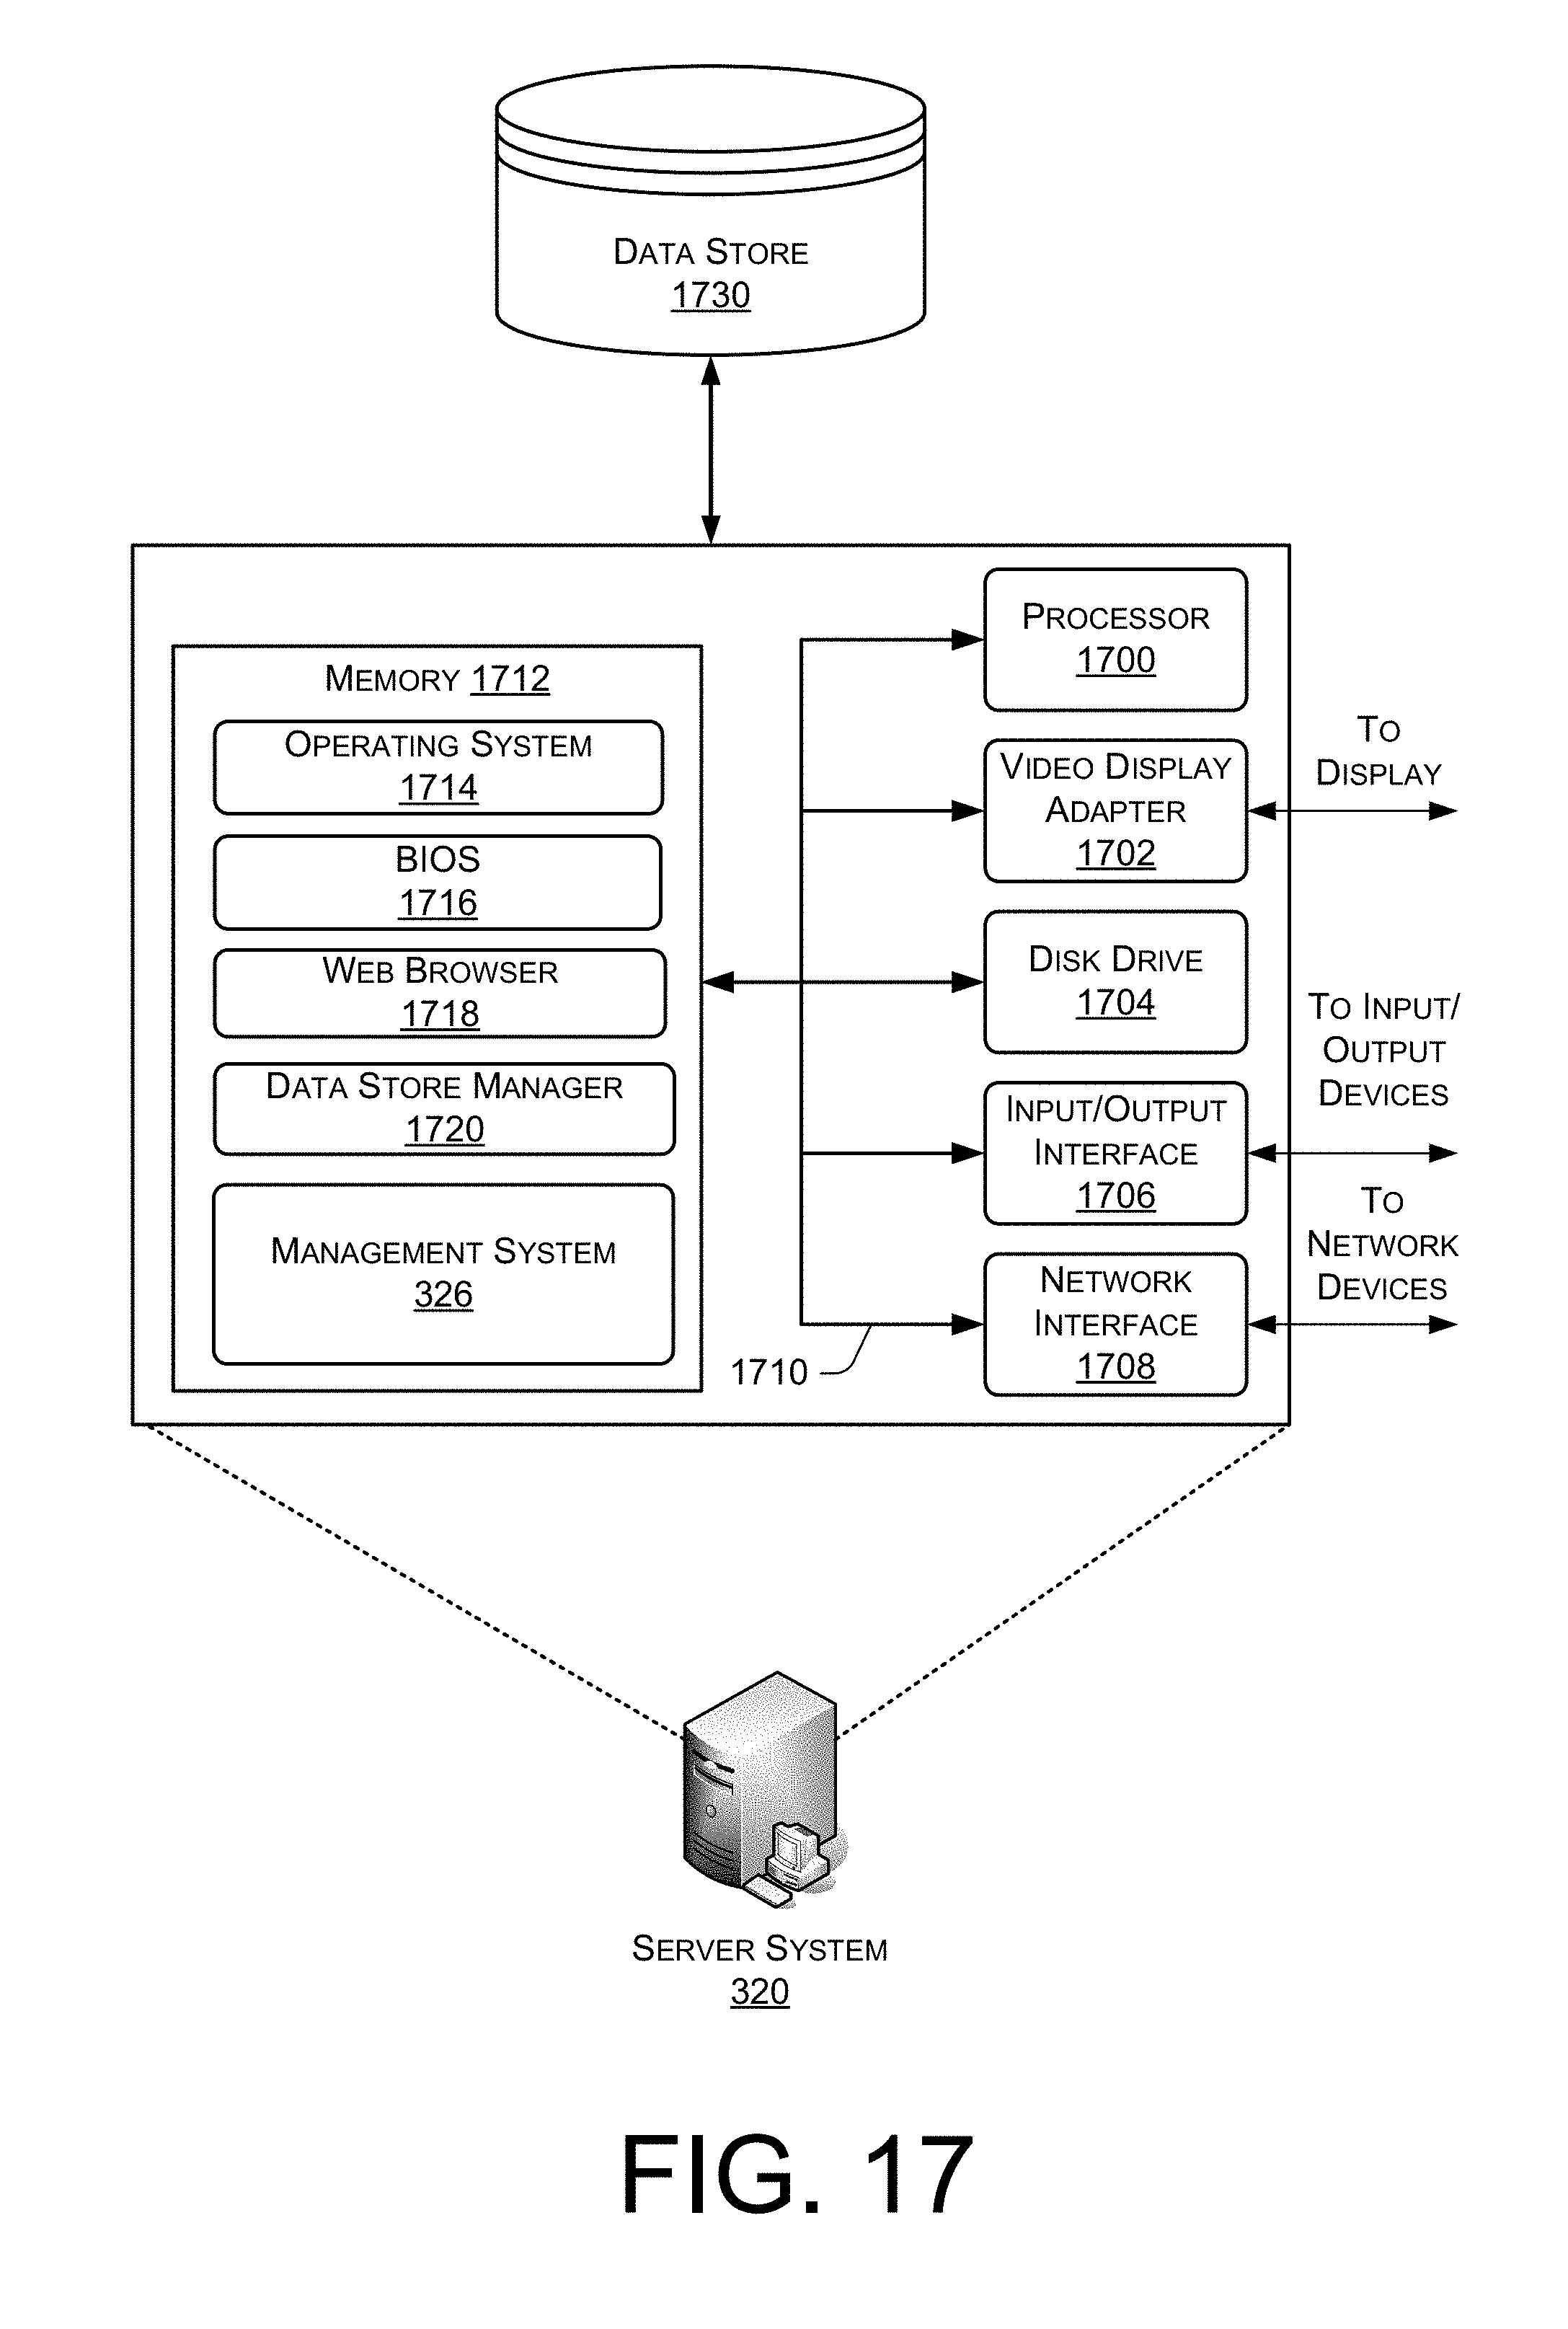 DATA STORE
1730
MEMORY 1712
OPERATING SYSTEM
1714
BIOS
1716
WEB BROWSER
1718
DATA STORE MANAGER
1720
MANAGEMENT SYSTEM
326
PROCESSOR
1700
VIDEO DISPLAY
ADAPTER
1702
DISK DRIVE
1704
INPUT/OUTPUT
INTERFACE
1706
NETWORK
INTERFACE
1708
1710
TO
DISPLAY
TO INPUT/
OUTPUT
DEVICES
TO
NETWORK
DEVICES
SERVER SYSTEM
320
FIG. 17